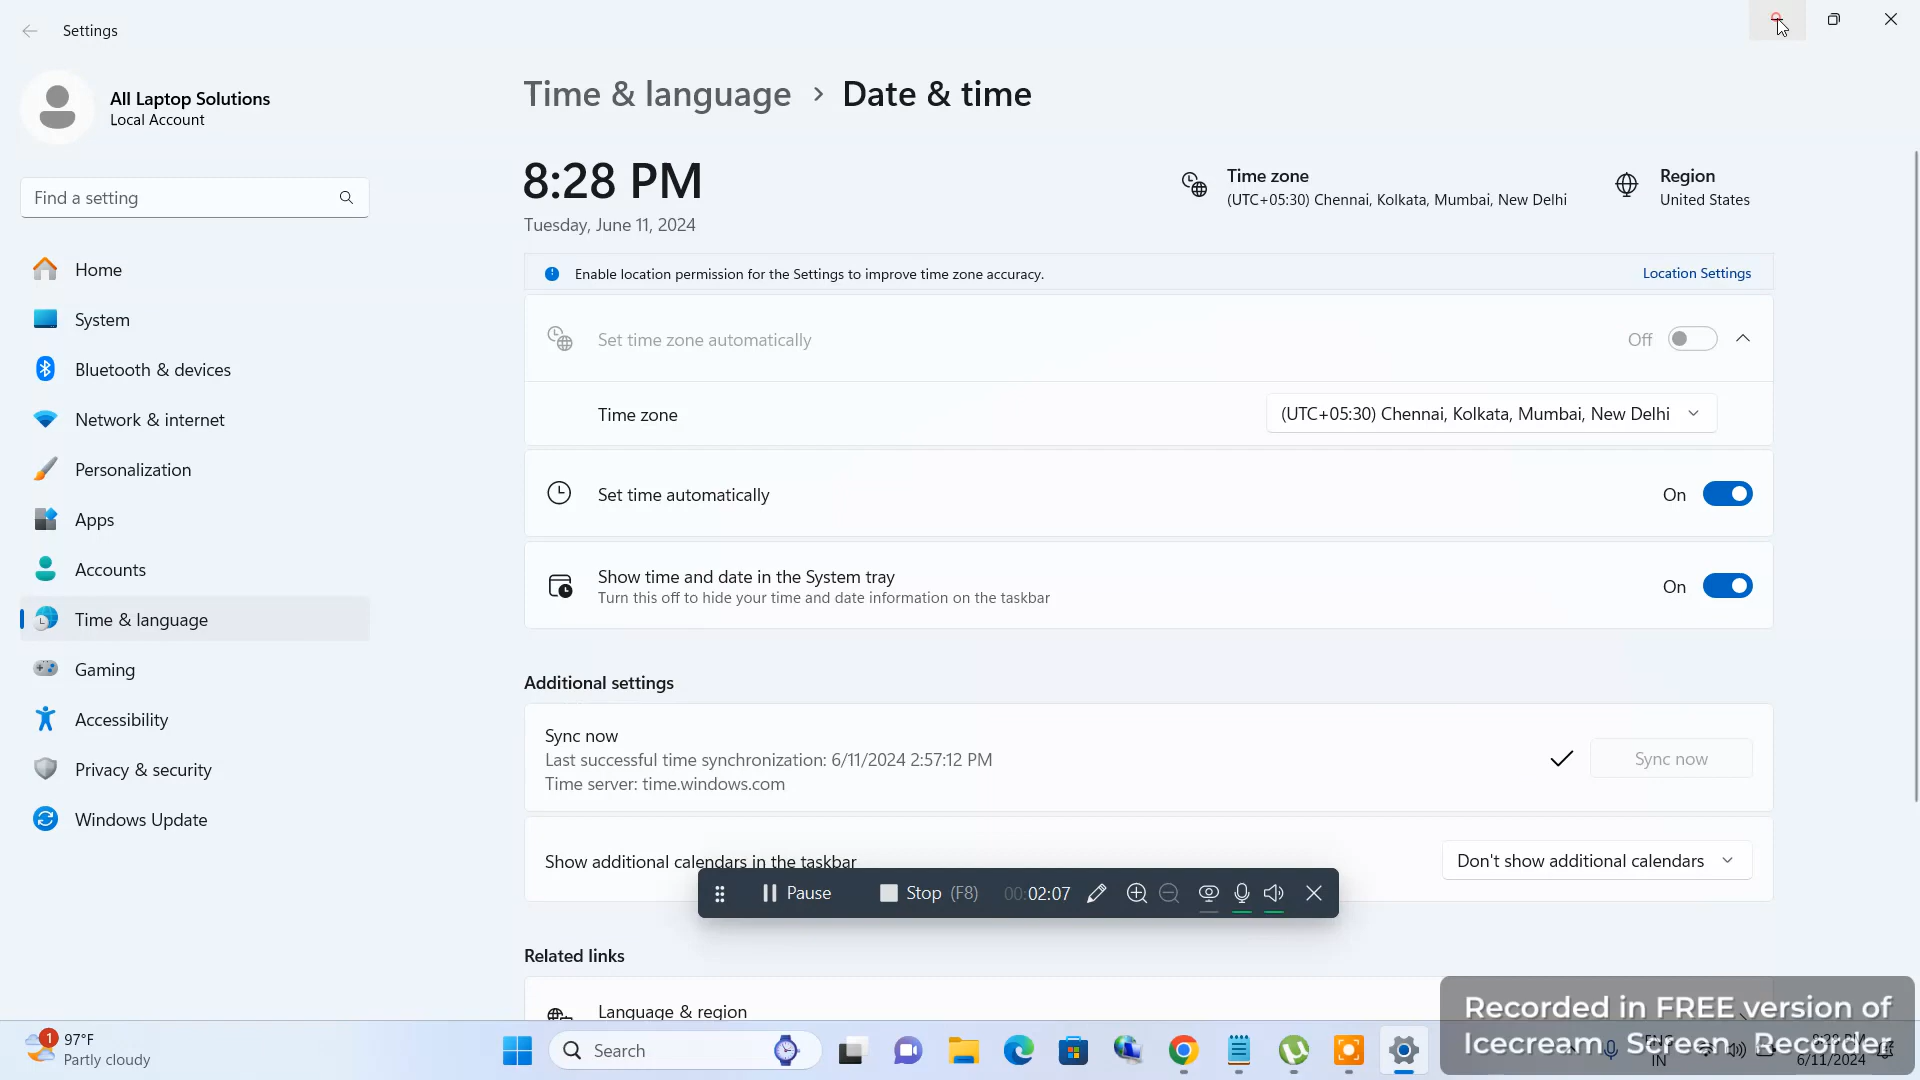 Settings
All Laptop Solutions
Local Account
Find a setting
Home
System
Bluetooth & devices
Network & internet
Personalization
Apps
Accounts
Time & language
Gaming
Accessibility
Privacy & security
Windows Update
Time & language > Date & time
8:28 PM
Tuesday, June 11, 2024
Time zone
(UTC+05:30) Chennai, Kolkata, Mumbai, New Delhi
Region
United States
Enable location permission for the Settings to improve time zone accuracy.
Location Settings
Set time zone automatically
Off
Time zone
(UTC+05:30) Chennai, Kolkata, Mumbai, New Delhi
Set time automatically
On
Show time and date in the System tray
Turn this off to hide your time and date information on the taskbar
On
Additional settings
Sync now
Last successful time synchronization: 6/11/2024 2:57:12 PM
Time server: time.windows.com
Sync now
Show additional calendars in the taskbar
Don't show additional calendars
Pause
Stop (F8)
00:02:07
Related links
Language & region
Recorded in FREE version of
Icecream Screen Recorder
1
97°F
Partly cloudy
Search
ENG
IN
8:28 PM
6/11/2024